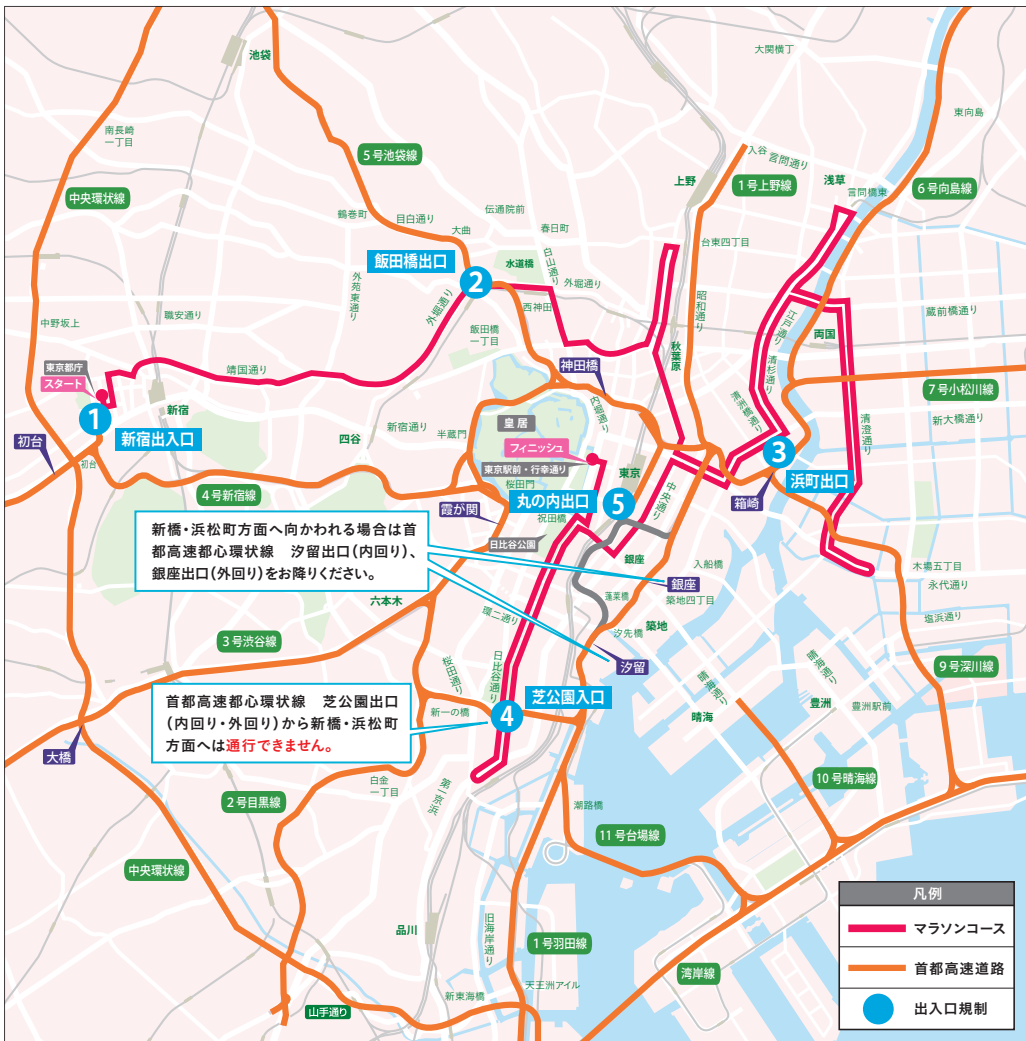 池袋
大関横丁
南長崎
一丁目
東向島
5号池袋線
入谷
言問通り
上野
浅草
中央環状線
1号上野線
言問橋東
6号向島線
鶴巻町
目白通り
伝通院前
大曲
春日町
台東四丁目
飯田橋出口
水道橋
白山通り
外堀通り
2
外苑東通り
外堀通り
西神田
昭和通り
江戸通り
蔵前橋通り
中野坂上
職安通り
飯田橋
一丁目
両国
秋葉原
清杉通り
東京都庁
スタート
靖国通り
神田橋
7号小松川線
1
新宿
内堀通り
清洲橋通り
清澄通り
新大橋通り
新宿出入口
四谷
新宿通り
半蔵門
皇居
フィニッシュ
初台
初台
東京駅前・行幸通り
東京
3
浜町出口
4号新宿線
桜田門
丸の内出口
5
中央通り
箱崎
霞が関
祝田橋
新橋・浜松町方面へ向かわれる場合は首
都高速都心環状線 汐留出口(内回り)、
銀座出口(外回り)をお降りください。
日比谷公園
銀座
入船橋
木場五丁目
永代通り
銀座
六本木
蓬莱橋
築地四丁目
塩浜通り
環二通り
築地
汐先橋
3号渋谷線
汐留
9号深川線
桜田通り
日比谷通り
晴海通り
晴海通り
首都高速都心環状線 芝公園出口
(内回り・外回り)から新橋・浜松町
方面へは通行できません。
芝公園入口
新一の橋
4
晴海
豊洲
豊洲駅前
大橋
白金
一丁目
第一京浜
10号晴海線
2号目黒線
潮路橋
11号台場線
中央環状線
凡例
マラソンコース
品川
旧海岸通り
1号羽田線
首都高速道路
湾岸線
天王洲アイル
新東海橋
出入口規制
山手通り